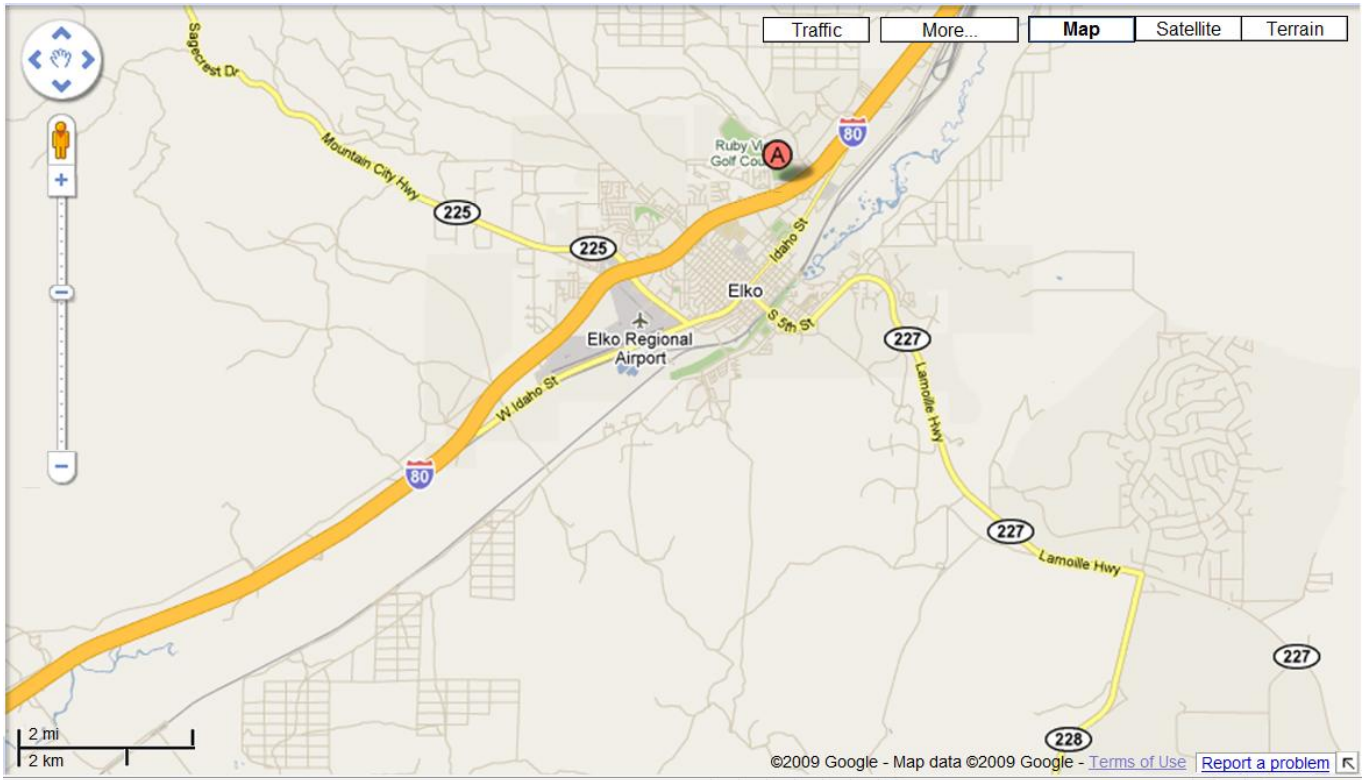 Traffic
More...
Map
Satellite
Terrain
Sagecrest Dr
80
Mountain City Hwy
Ruby
Golf
A
225
225
Idaho St
Elko
S 5th St
Elko Regional
Airport
227
Lamoille Hwy
W Idaho St
80
227
Lamoille Hwy
227
228
2 mi
2 km
©2009 Google - Map data ©2009 Google - Terms of Use
Report a problem